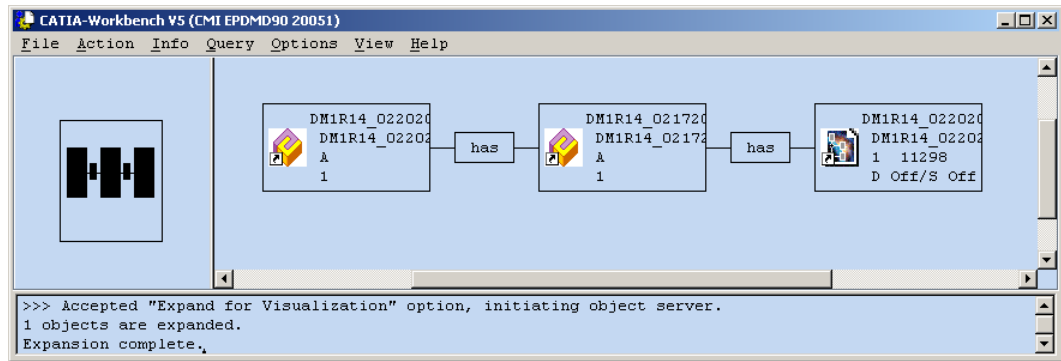 CATIA-Workbench V5 (CMI EPDMD90 20051)
File Action Info Query Options View Help
DM1R14_022020
DM1R14_02202
A
1
has
DM1R14_021720
DM1R14_02172
A
1
has
DM1R14_022020
DM1R14_02202
1 11298
D Off/S Off
>>> Accepted "Expand for Visualization" option, initiating object server.
1 objects are expanded.
Expansion complete.